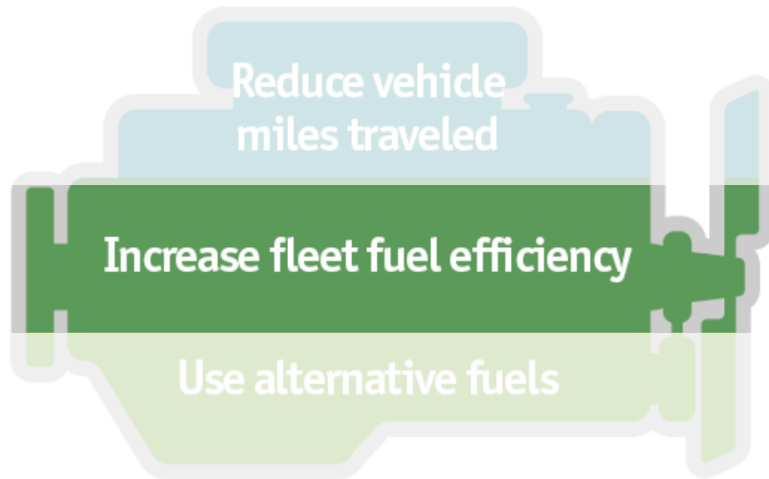 Reduce vehicle
miles traveled
Increase fleet fuel efficiency
Use alternative fuels